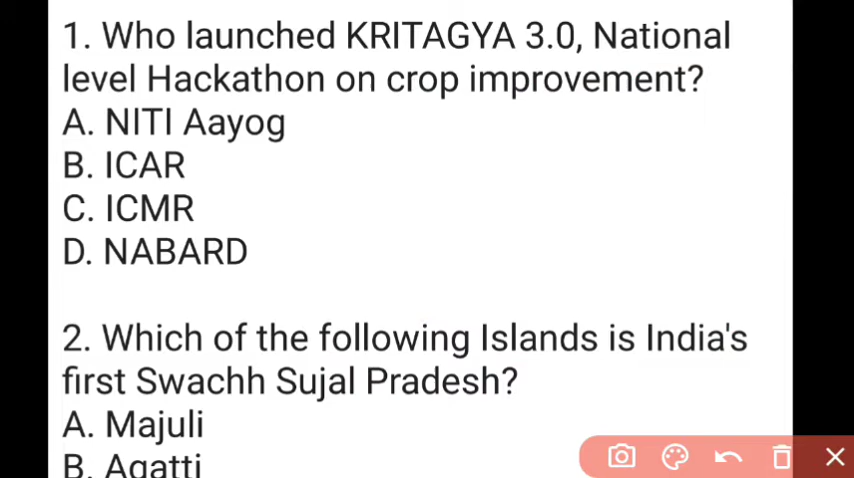 1. Who launched KRITAGYA 3.0, National
level Hackathon on crop improvement?
A. NITI Aayog
B. ICAR
C. ICMR
D. NABARD
2. Which of the following Islands is India's
first Swachh Sujal Pradesh?
A. Majuli
B. Agatti